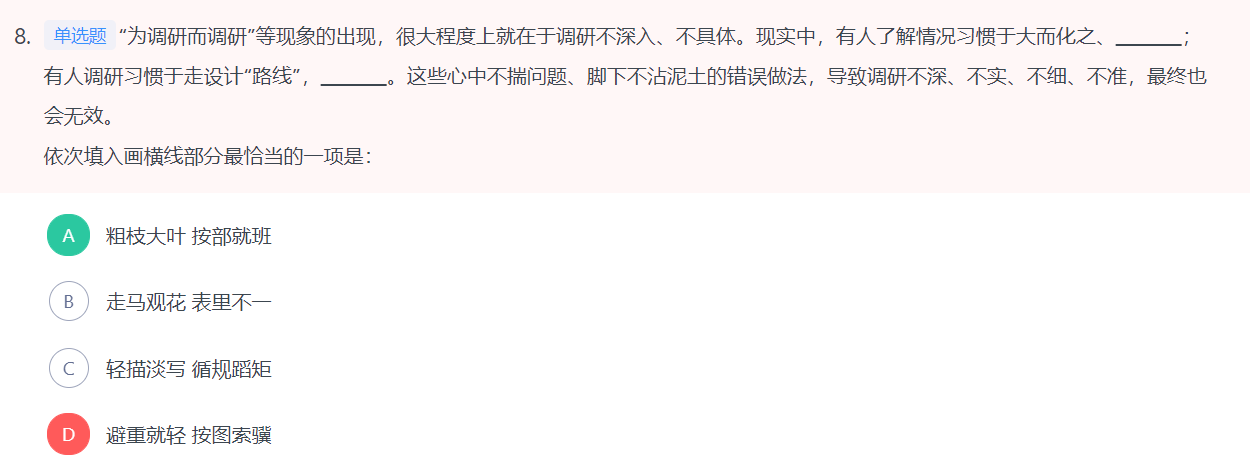 8. 单选题 “为调研而调研”等现象的出现，很大程度上就在于调研不深入、不具体。现实中，有人了解情况习惯于大而化之、______；
有人调研习惯于走设计“路线”，______。这些心中不揣问题、脚下不沾泥土的错误做法，导致调研不深、不实、不细、不准，最终也
会无效。
依次填入画横线部分最恰当的一项是：
A 粗枝大叶 按部就班
B 走马观花 表里不一
C 轻描淡写 循规蹈矩
D 避重就轻 按图索骥